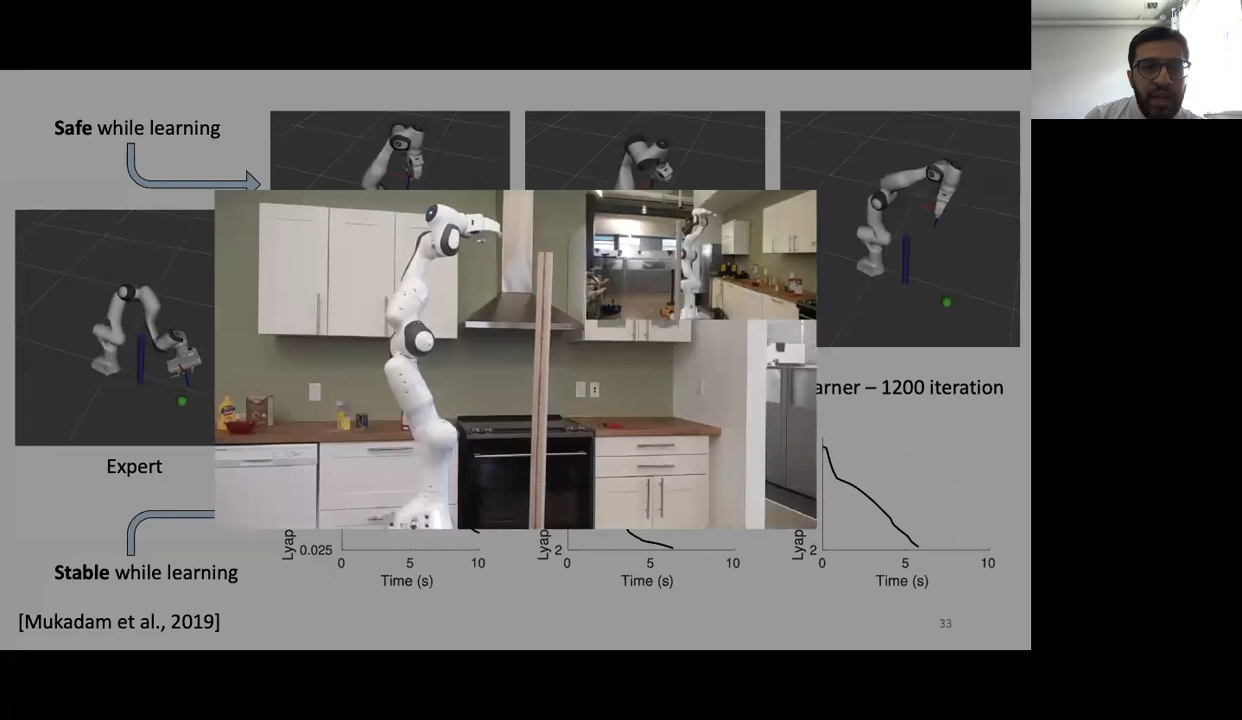 Safe while learning
Expert
arner – 1200 iteration
Lyap
0.025
0
5
10
Time (s)
Lyap
2
0
5
10
Time (s)
Lyap
2
0
5
10
Time (s)
Stable while learning
[Mukadam et al., 2019]
33